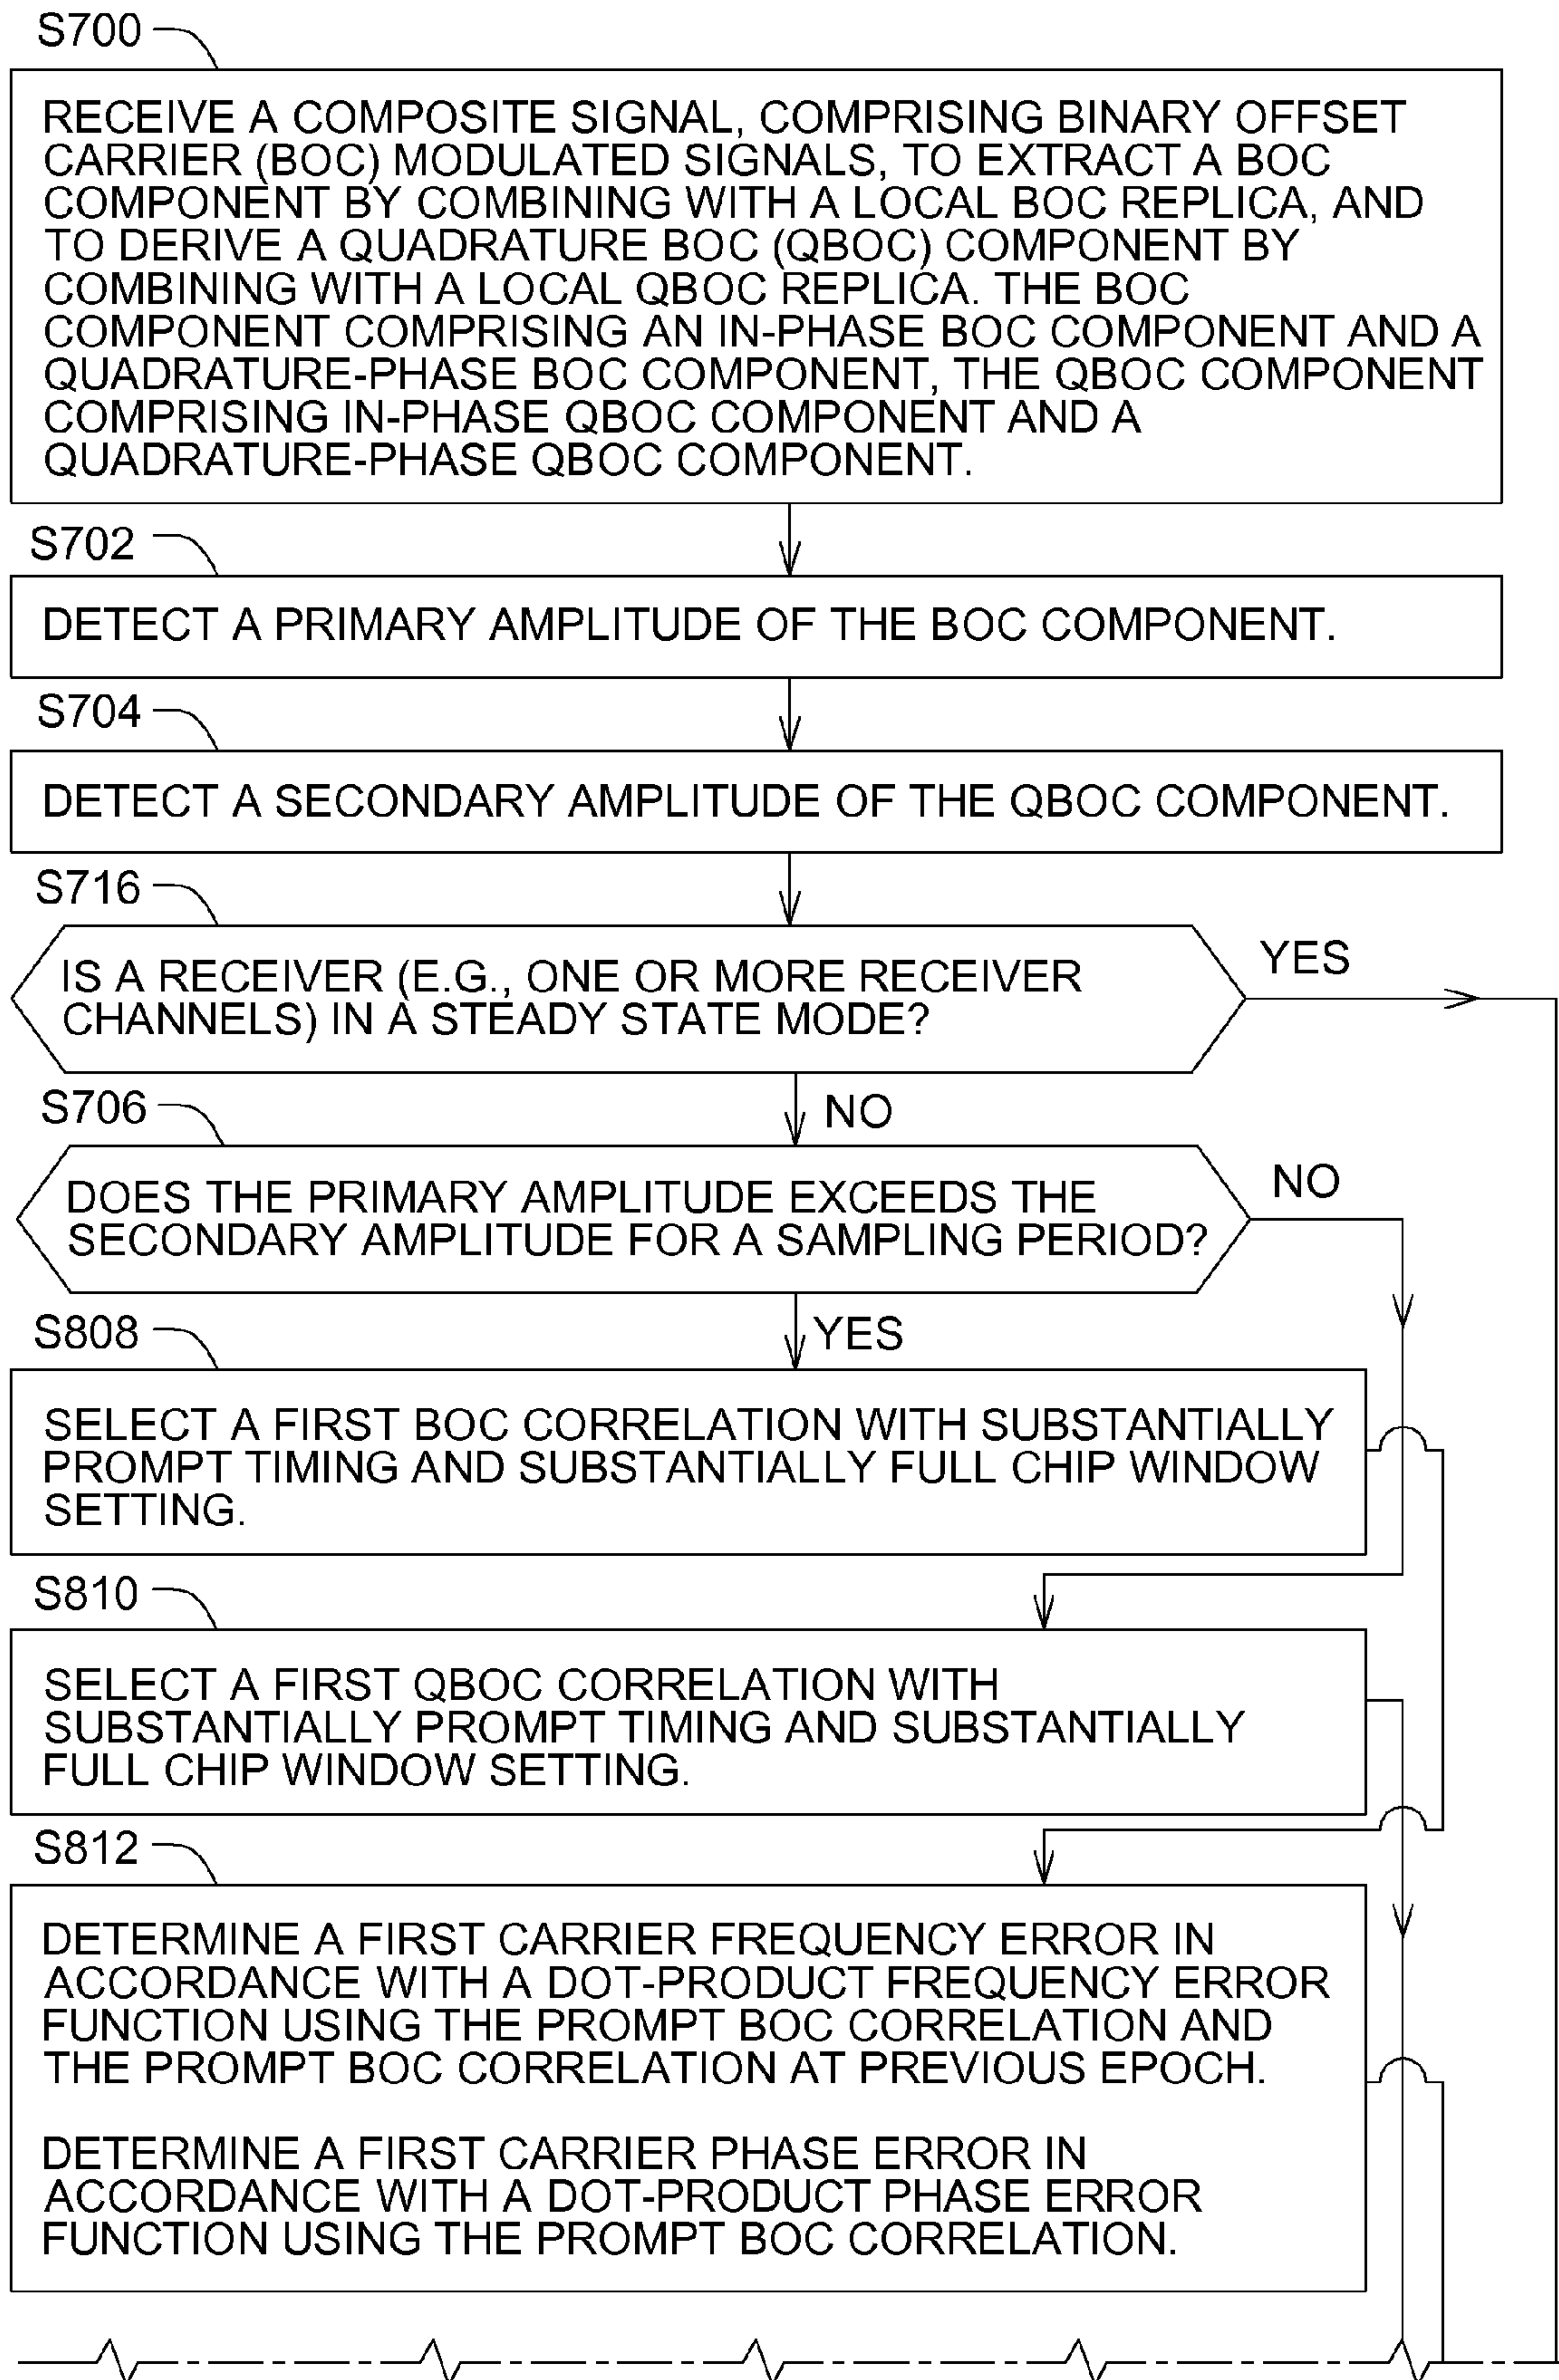 S700
RECEIVE A COMPOSITE SIGNAL, COMPRISING BINARY OFFSET
CARRIER (BOC) MODULATED SIGNALS, TO EXTRACT A BOC
COMPONENT BY COMBINING WITH A LOCAL BOC REPLICA, AND
TO DERIVE A QUADRATURE BOC (QBOC) COMPONENT BY
COMBINING WITH A LOCAL QBOC REPLICA. THE BOC
COMPONENT COMPRISING AN IN-PHASE BOC COMPONENT AND A
QUADRATURE-PHASE BOC COMPONENT, THE QBOC COMPONENT
COMPRISING IN-PHASE QBOC COMPONENT AND A
QUADRATURE-PHASE QBOC COMPONENT.
S702
DETECT A PRIMARY AMPLITUDE OF THE BOC COMPONENT.
S704
DETECT A SECONDARY AMPLITUDE OF THE QBOC COMPONENT.
S716
IS A RECEIVER (E.G., ONE OR MORE RECEIVER
CHANNELS) IN A STEADY STATE MODE?
YES
NO
S706
DOES THE PRIMARY AMPLITUDE EXCEEDS THE
SECONDARY AMPLITUDE FOR A SAMPLING PERIOD?
NO
YES
S808
SELECT A FIRST BOC CORRELATION WITH SUBSTANTIALLY
PROMPT TIMING AND SUBSTANTIALLY FULL CHIP WINDOW
SETTING.
S810
SELECT A FIRST QBOC CORRELATION WITH
SUBSTANTIALLY PROMPT TIMING AND SUBSTANTIALLY
FULL CHIP WINDOW SETTING.
S812
DETERMINE A FIRST CARRIER FREQUENCY ERROR IN
ACCORDANCE WITH A DOT-PRODUCT FREQUENCY ERROR
FUNCTION USING THE PROMPT BOC CORRELATION AND
THE PROMPT BOC CORRELATION AT PREVIOUS EPOCH.
DETERMINE A FIRST CARRIER PHASE ERROR IN
ACCORDANCE WITH A DOT-PRODUCT PHASE ERROR
FUNCTION USING THE PROMPT BOC CORRELATION.